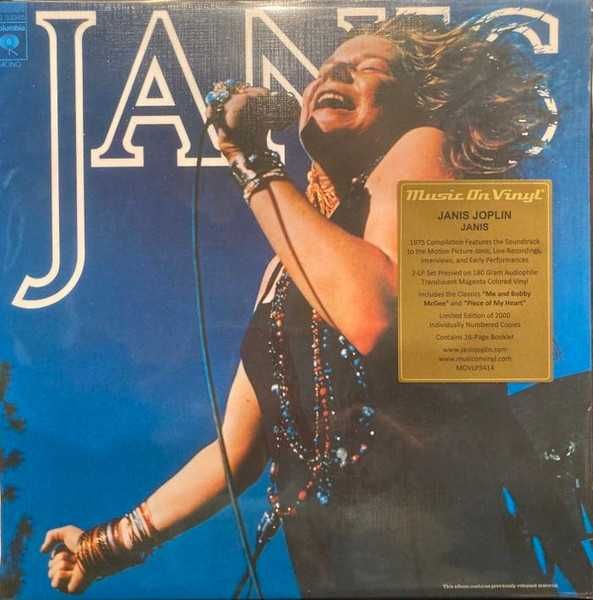 Columbia
MONO
JANIS
Music On Vinyl
JANIS JOPLIN
JANIS
1975 Compilation Features the Soundtrack
to the Motion Picture Janis, Live Recordings,
Interviews, and Early Performances
2-LP Set Pressed on 180 Gram Audiophile
Translucent Magenta Colored Vinyl
Includes the Classics "Me and Bobby
McGee" and "Piece of My Heart"
Limited Edition of 2000
Individually Numbered Copies
Contains 16-Page Booklet
www.janisjoplin.com
www.musiconvinyl.com
MOVLP3414
This album contains previously released material.